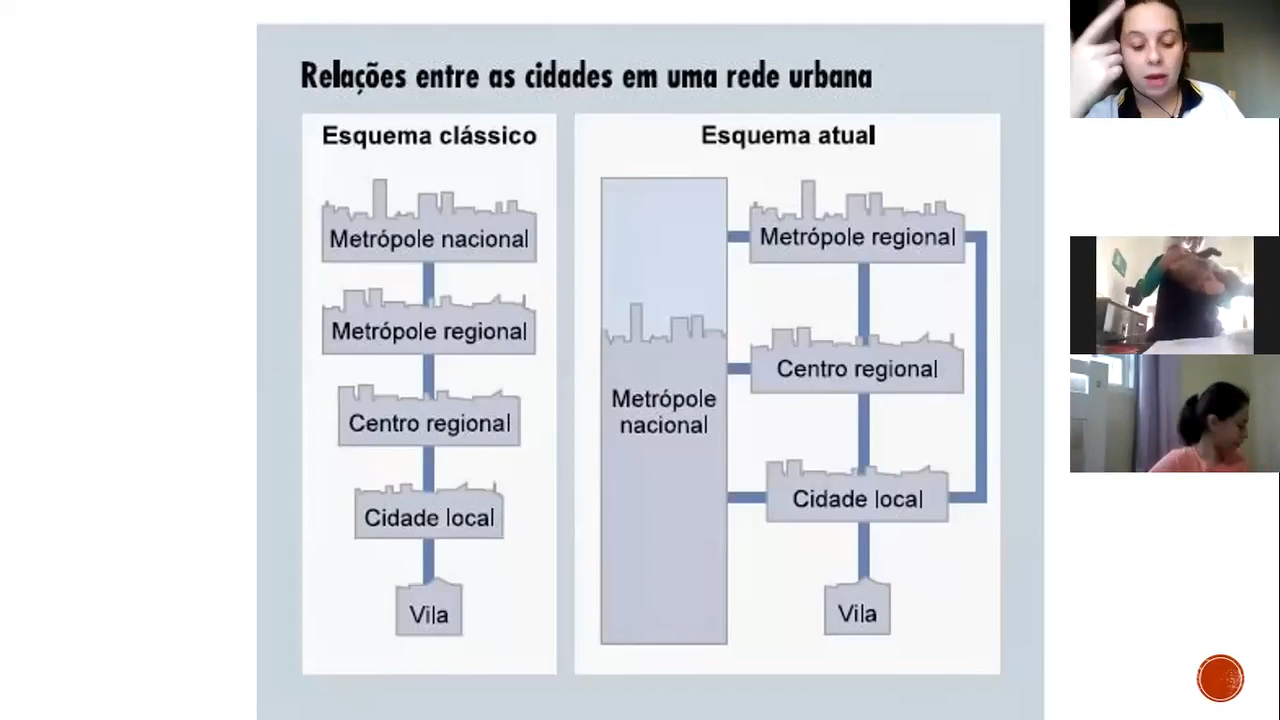 Relações entre as cidades em uma rede urbana
Esquema clássico
Metrópole nacional
Metrópole regional
Centro regional
Cidade local
Vila
Esquema atual
Metrópole
nacional
Metrópole regional
Centro regional
Cidade local
Vila